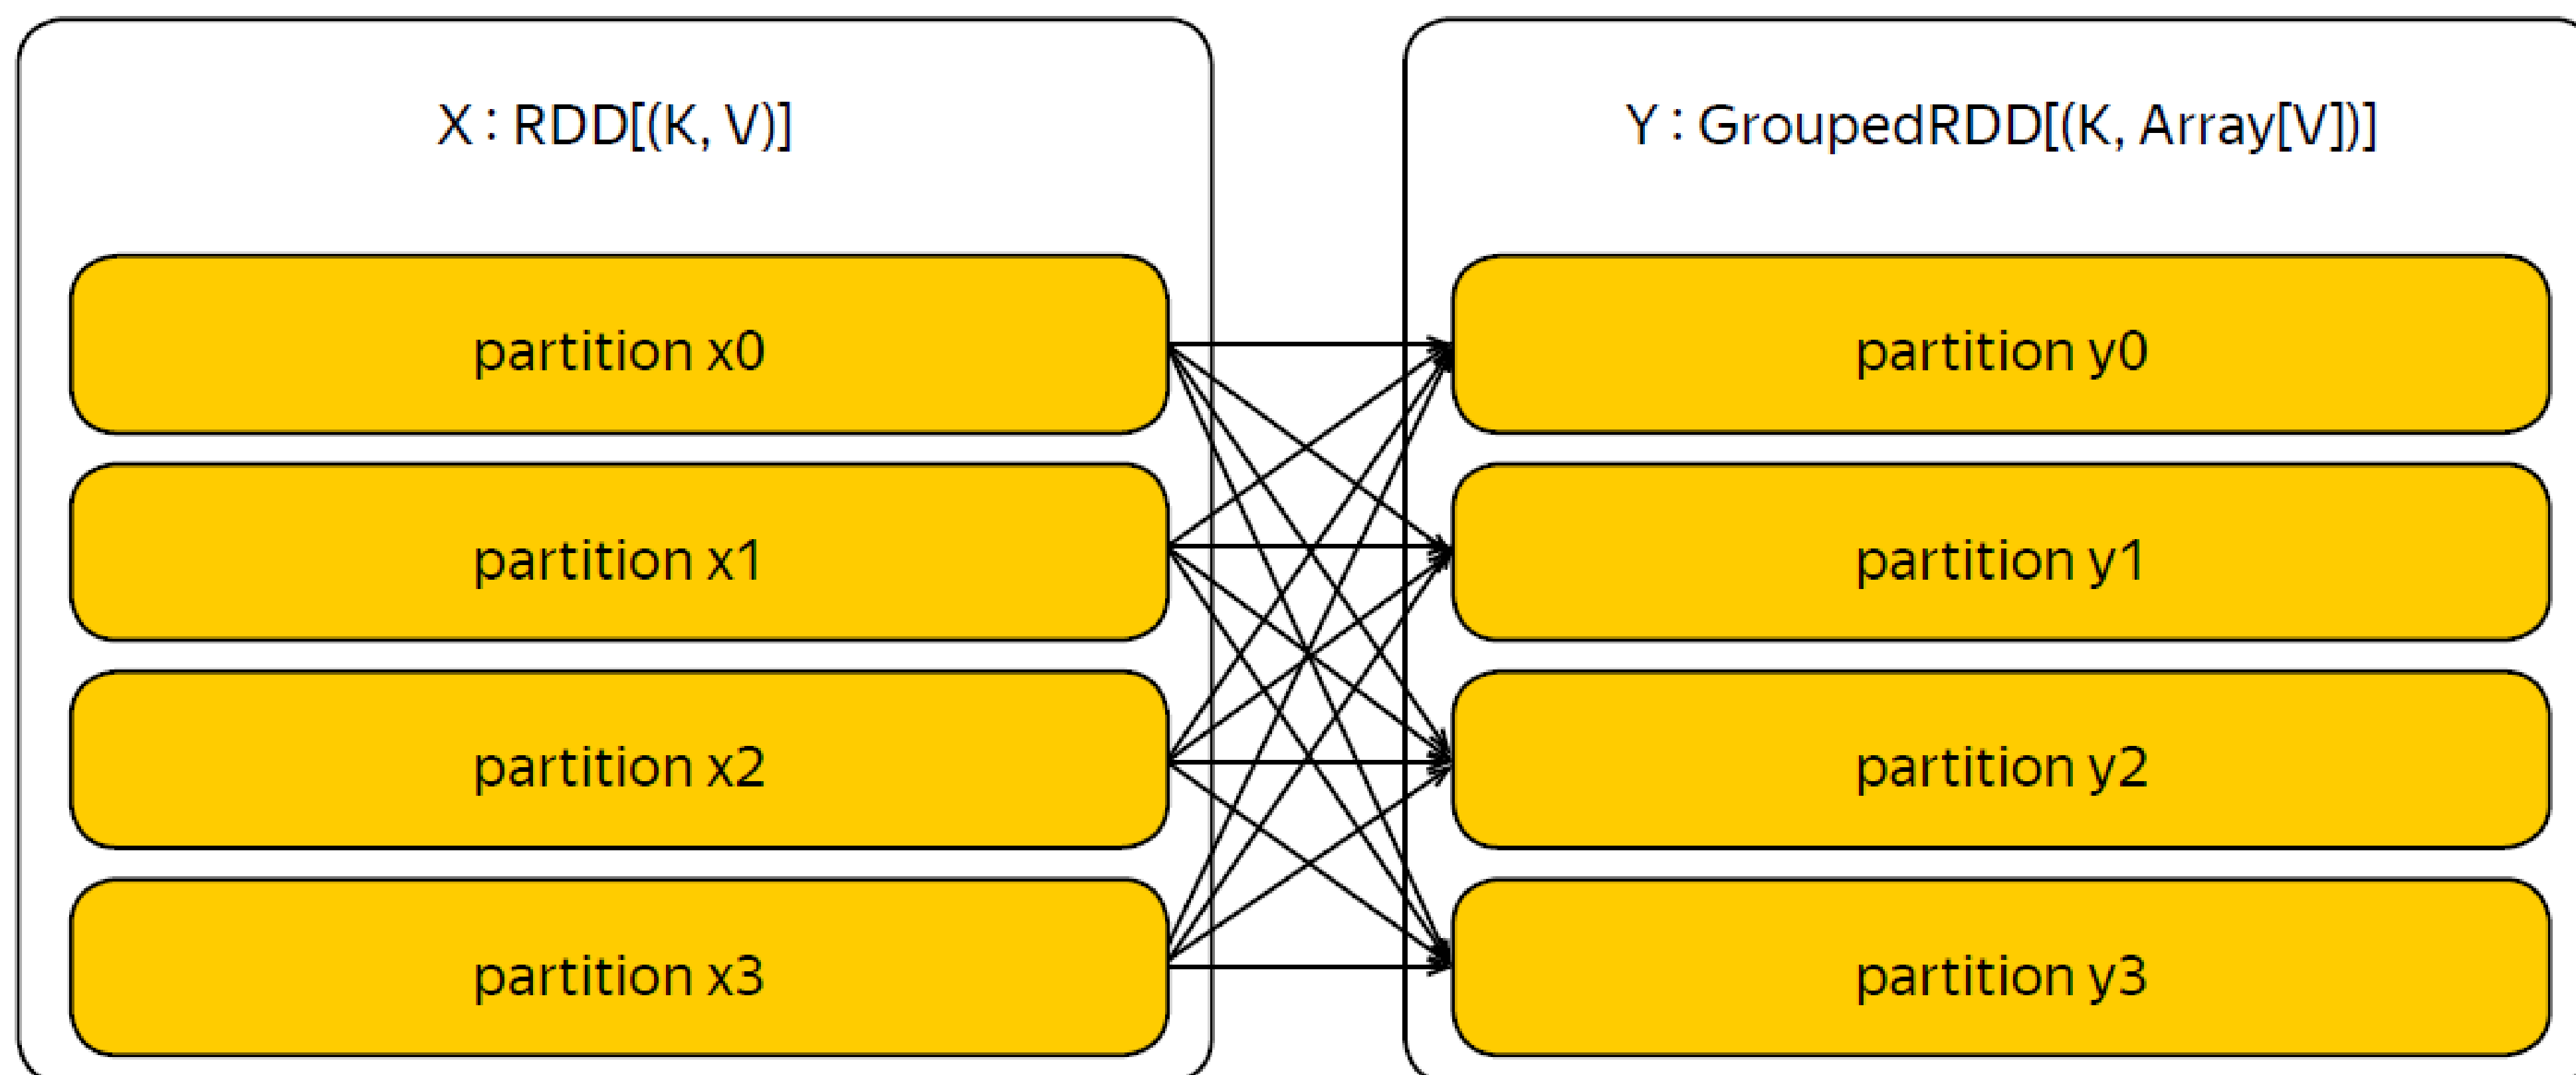 X : RDD[(K, V)]
partition x0
partition x1
partition x2
partition x3
Y : GroupedRDD[(K, Array[V])]
partition y0
partition y1
partition y2
partition y3